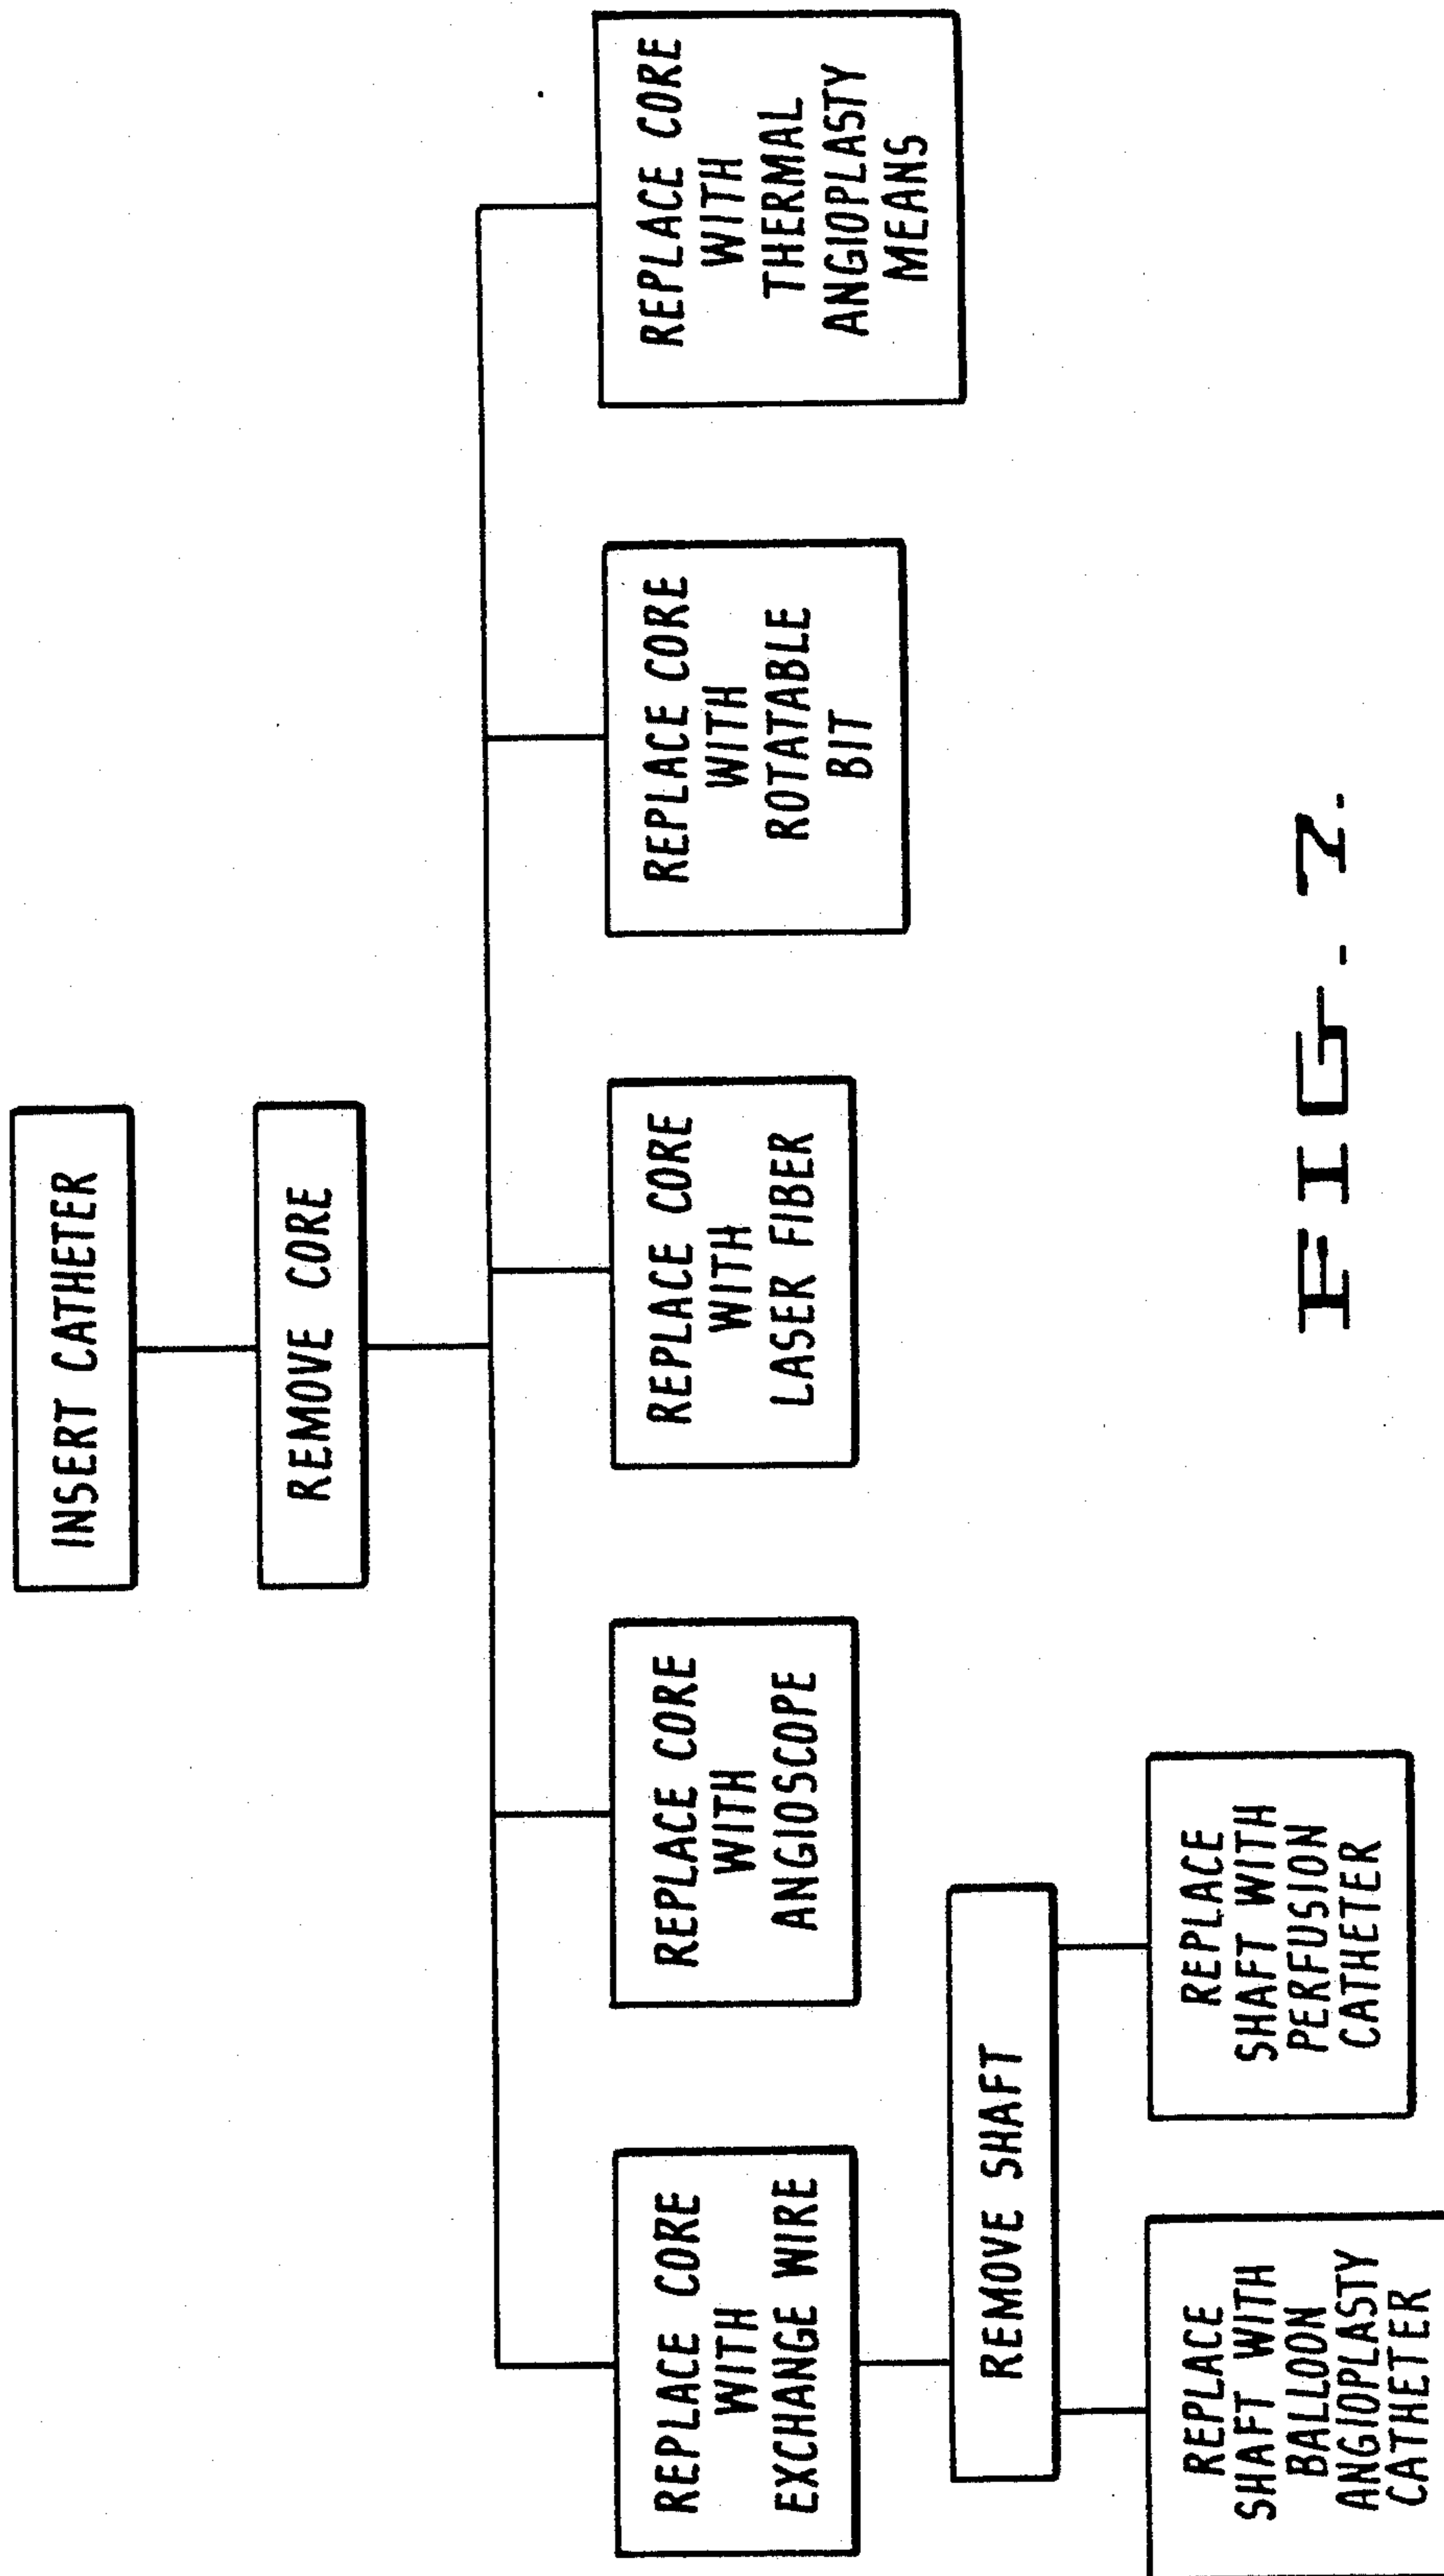 INSERT CATHETER
REMOVE CORE
REPLACE CORE
WITH
EXCHANGE WIRE
REPLACE CORE
WITH
ANGIOSCOPE
REPLACE CORE
WITH
LASER FIBER
REPLACE CORE
WITH
ROTATABLE
BIT
REPLACE CORE
WITH
THERMAL
ANGIOPLASTY
MEANS
REMOVE SHAFT
REPLACE
SHAFT WITH
BALLOON
ANGIOPLASTY
CATHETER
REPLACE
SHAFT WITH
PERFUSION
CATHETER
FIG-7.